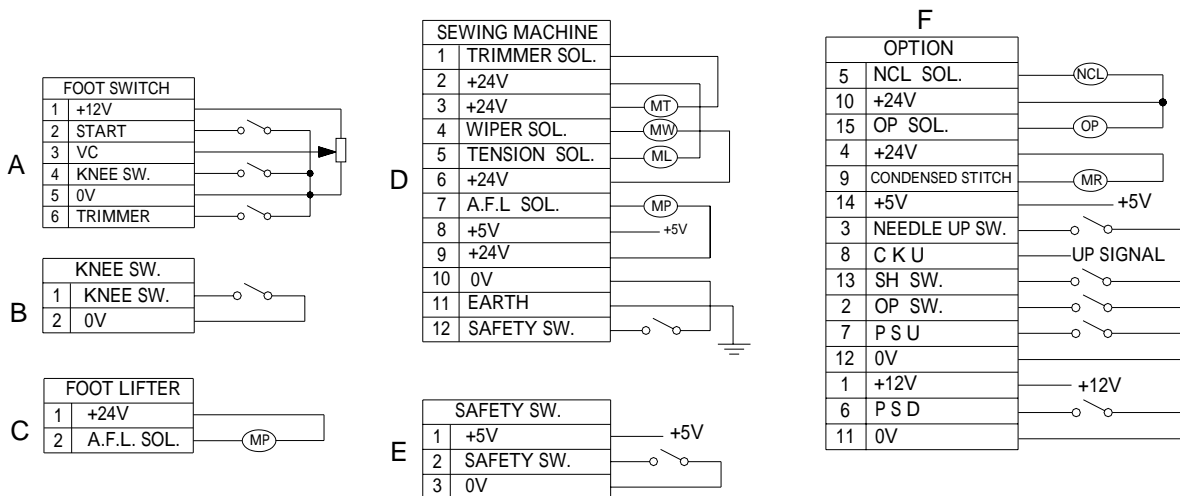 A
FOOT SWITCH
1 +12V
2 START
3 VC
4 KNEE SW.
5 0V
6 TRIMMER
B
KNEE SW.
1 KNEE SW.
2 0V
C
FOOT LIFTER
1 +24V
2 A.F.L. SOL. MP
D
SEWING MACHINE
1 TRIMMER SOL.
2 +24V
3 +24V MT
4 WIPER SOL. MW
5 TENSION SOL. ML
6 +24V
7 A.F.L SOL. MP
8 +5V +5V
9 +24V
10 0V
11 EARTH
12 SAFETY SW.
E
SAFETY SW.
1 +5V +5V
2 SAFETY SW.
3 0V
F
OPTION
5 NCL SOL. NCL
10 +24V
15 OP SOL. OP
4 +24V
9 CONDENSED STITCH MR
14 +5V +5V
3 NEEDLE UP SW.
8 C K U UP SIGNAL
13 SH SW.
2 OP SW.
7 P S U
12 0V
1 +12V +12V
6 P S D
11 0V